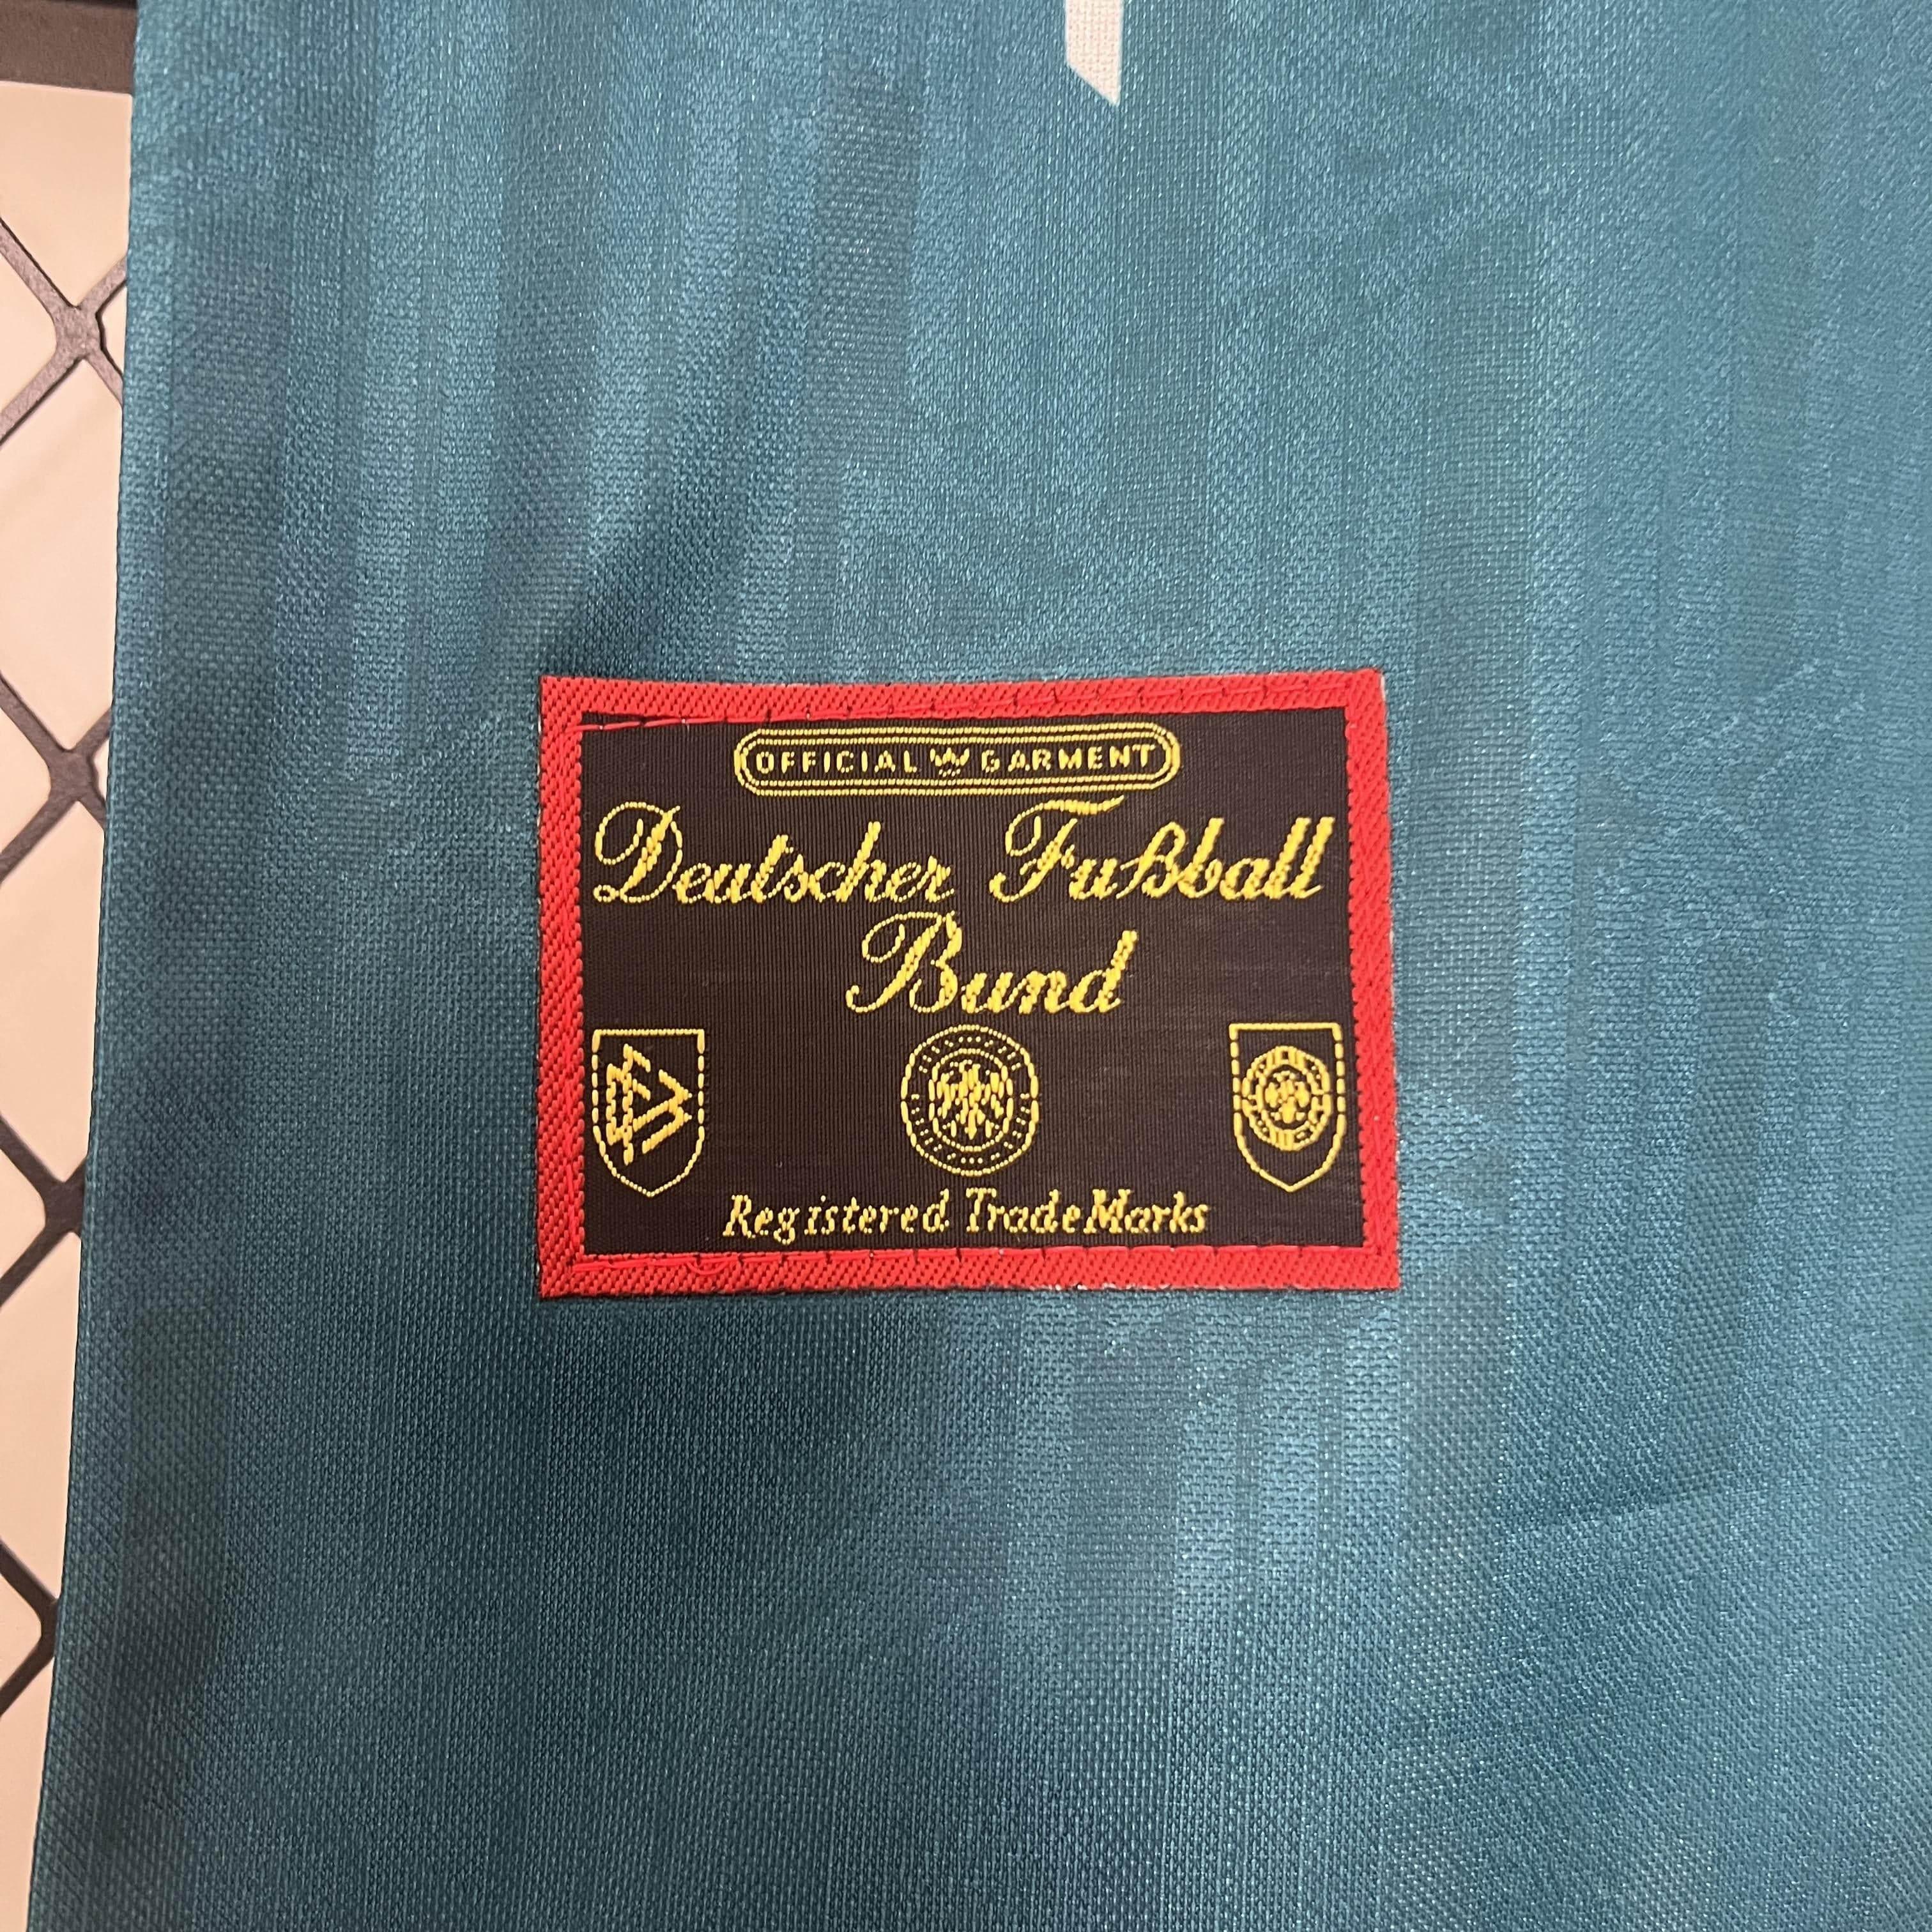 OFFICIAL GARMENT
Deutscher Fußball
Bund
Registered TradeMarks